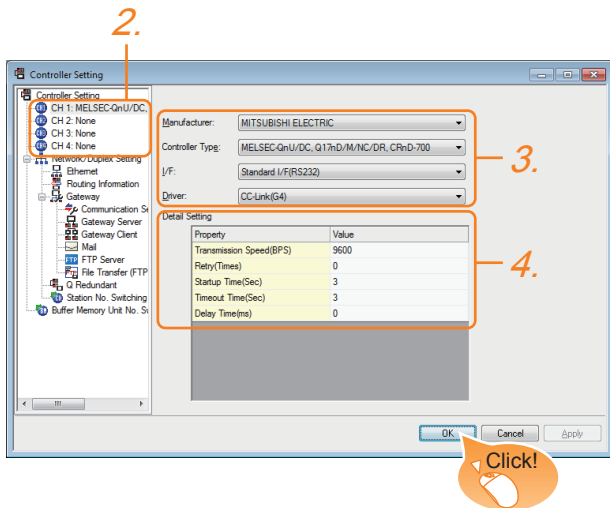 2.
Controller Setting
Controller Setting
CH 1: MELSEC-QnU/DC,
CH 2: None
CH 3: None
CH 4: None
Network/Duplex Setting
Ethernet
Routing Information
Gateway
Communication Se
Gateway Server
Gateway Client
Mail
FTP Server
File Transfer (FTP
Q Redundant
Station No. Switching
Buffer Memory Unit No. Sw
Manufacturer: MITSUBISHI ELECTRIC
Controller Type: MELSEC-QnU/DC, Q17nD/M/NC/DR, CRnD-700
I/F: Standard I/F(RS232)
Driver: CC-Link(G4)
3.
Detail Setting
Property Value
Transmission Speed(BPS) 9600
Retry(Times) 0
Startup Time(Sec) 3
Timeout Time(Sec) 3
Delay Time(ms) 0
4.
OK Cancel Apply
Click!